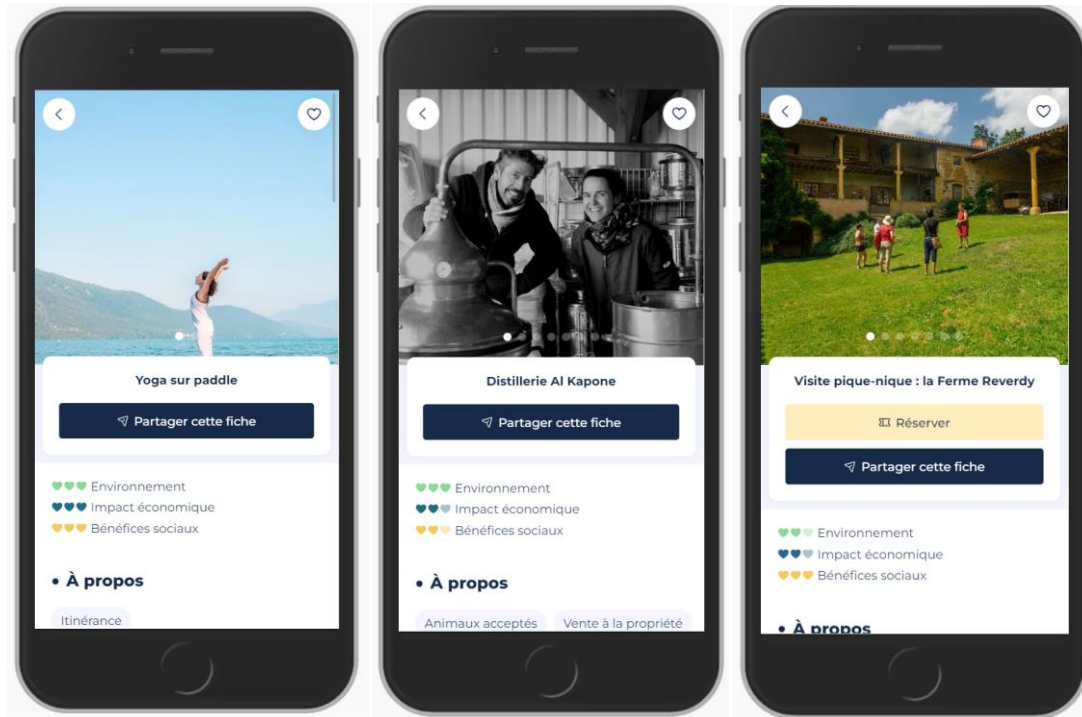 Yoga sur paddle
Partager cette fiche
Environnement
Impact économique
Bénéfices sociaux
• À propos
Itinérance
Distillerie Al Kapone
Partager cette fiche
Environnement
Impact économique
Bénéfices sociaux
• À propos
Animaux acceptés Vente à la propriété
Visite pique-nique : la Ferme Reverdy
Réserver
Partager cette fiche
Environnement
Impact économique
Bénéfices sociaux
• À propos